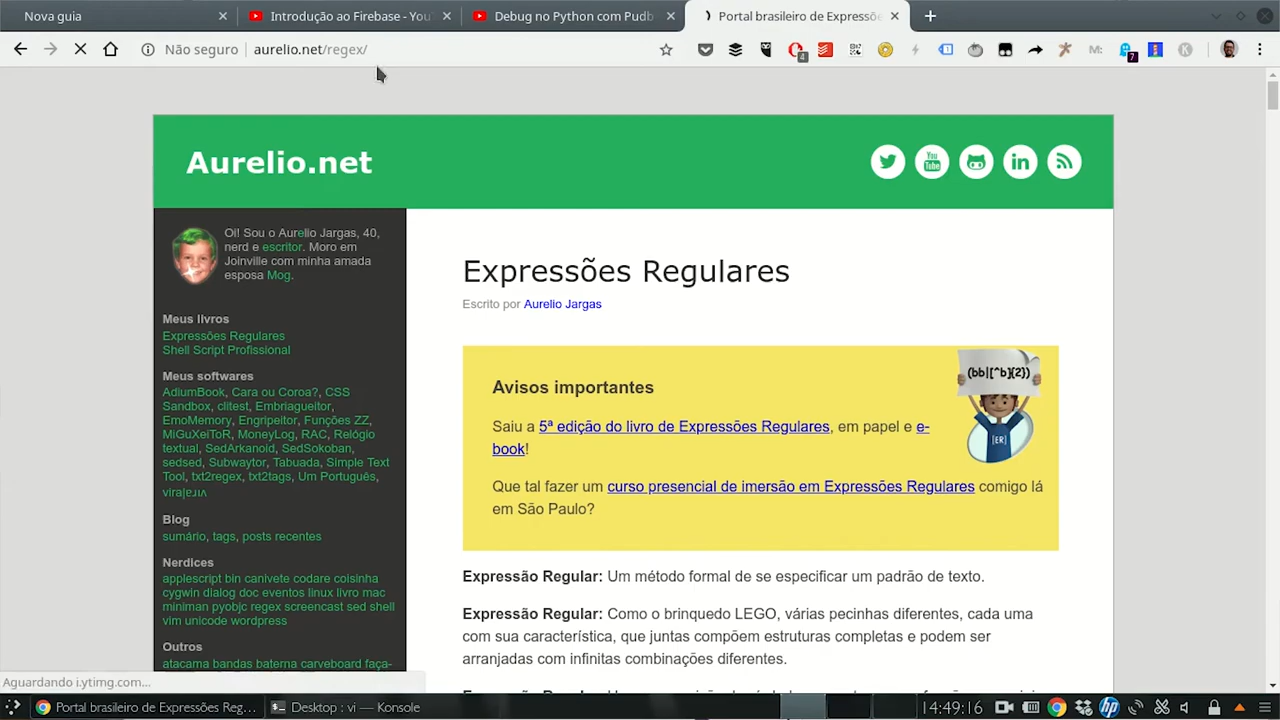 Nova guia
Introdução ao Firebase - You
Debug no Python com Pudb
Portal brasileiro de Expressõe
Não seguro
aurelio.net/regex/
4
M:
7
Aurelio.net
You
Tube
in
Oi! Sou o Aurelio Jargas, 40,
nerd e escritor. Moro em
Joinville com minha amada
esposa Mog.
Meus livros
Expressões Regulares
Shell Script Profissional
Meus softwares
AdiumBook, Cara ou Coroa?, CSS
Sandbox, clitest, Embriagueitor,
EmoMemory, Engripeitor, Funções ZZ,
MiGuXeiToR, MoneyLog, RAC, Relógio
textual, SedArkanoid, SedSokoban,
sedsed, Subwaytor, Tabuada, Simple Text
Tool, txt2regex, txt2tags, Um Português,
Blog
sumário, tags, posts recentes
Nerdices
applescript bin canivete codare coisinha
cygwin dialog doc eventos linux livro mac
miniman pyobjc regex screencast sed shell
vim unicode wordpress
Outros
atacama bandas baterna carveboard faça-
Expressões Regulares
Escrito por Aurelio Jargas
(bb|[^b]{2})
[ER]
Avisos importantes
Saiu a 5ª edição do livro de Expressões Regulares, em papel e e-
book!
Que tal fazer um curso presencial de imersão em Expressões Regulares comigo lá
em São Paulo?
Expressão Regular: Um método formal de se especificar um padrão de texto.
Expressão Regular: Como o brinquedo LEGO, várias pecinhas diferentes, cada uma
com sua característica, que juntas compõem estruturas completas e podem ser
arranjadas com infinitas combinações diferentes.
Aguardando i.ytimg.com...
Portal brasileiro de Expressões Reg...
Desktop : vi — Konsole
14:49:16
hp